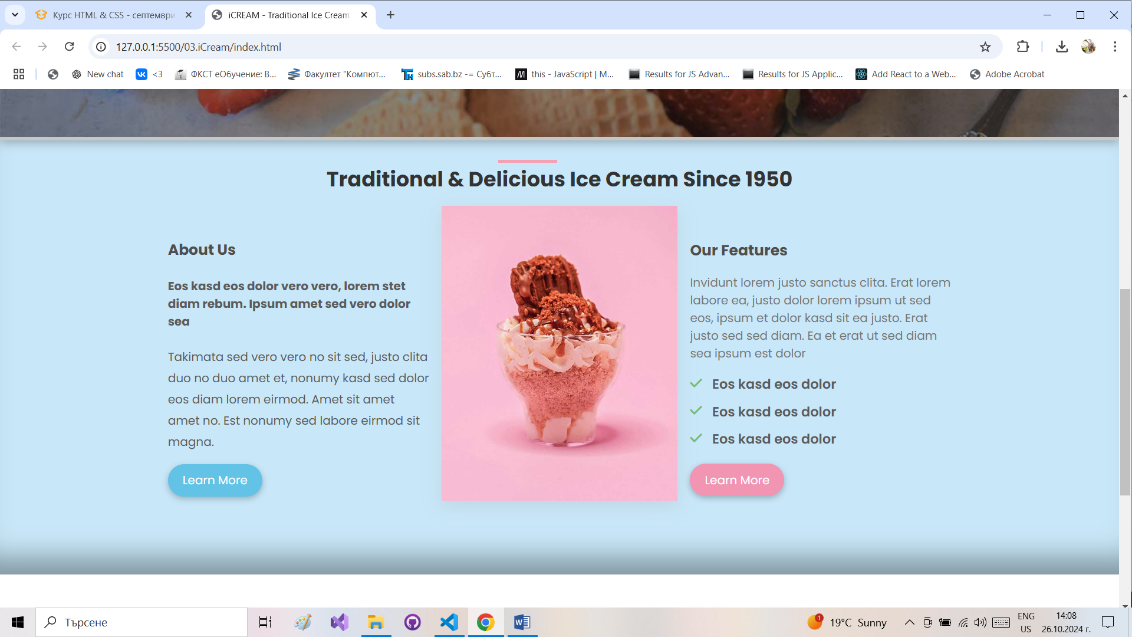 Курс HTML & CSS - септември
iCREAM - Traditional Ice Cream
127.0.0.1:5500/03.iCream/index.html
New chat
<3
ФКСТ еОбучение: В...
Факултет "Компют...
subs.sab.bz -= Субт...
this - JavaScript | M...
Results for JS Advan...
Results for JS Applic...
Add React to a Web...
Adobe Acrobat
Traditional & Delicious Ice Cream Since 1950
About Us
Eos kasd eos dolor vero vero, lorem stet
diam rebum. Ipsum amet sed vero dolor
sea
Takimata sed vero vero no sit sed, justo clita
duo no duo amet et, nonumy kasd sed dolor
eos diam lorem eirmod. Amet sit amet
amet no. Est nonumy sed labore eirmod sit
magna.
Learn More
Our Features
Invidunt lorem justo sanctus clita. Erat lorem
labore ea, justo dolor lorem ipsum ut sed
eos, ipsum et dolor kasd sit ea justo. Erat
justo sed sed diam. Ea et erat ut sed diam
sea ipsum est dolor
Eos kasd eos dolor
Eos kasd eos dolor
Eos kasd eos dolor
Learn More
Търсене
1
19°C Sunny
ENG
US
14:08
26.10.2024 г.